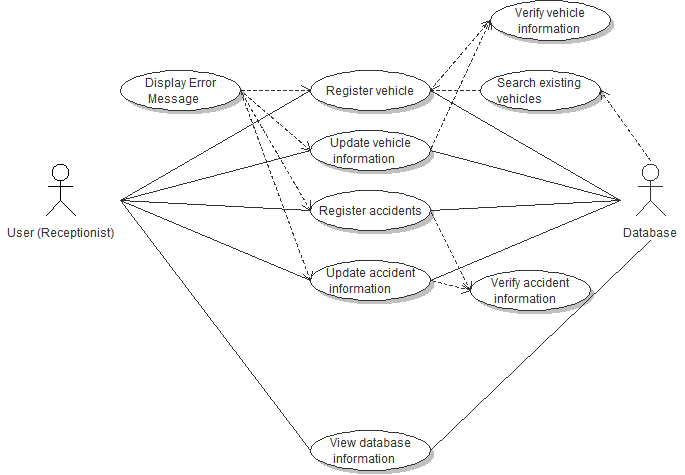 Verify vehicle
information
Display Error
Message
Register vehicle
Search existing
vehicles
Update vehicle
information
Register accidents
User (Receptionist)
Database
Update accident
information
Verify accident
information
View database
information